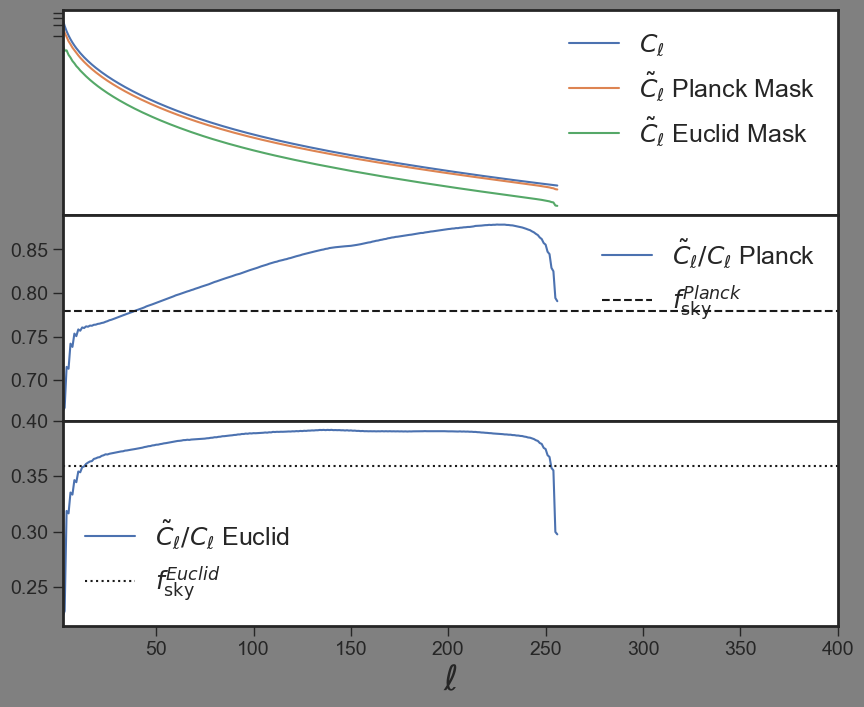 C_ℓ
C̃_ℓ Planck Mask
C̃_ℓ Euclid Mask
0.85
0.80
0.75
0.70
C̃_ℓ/C_ℓ Planck
f_sky^Planck
0.40
0.35
0.30
0.25
C̃_ℓ/C_ℓ Euclid
f_sky^Euclid
50 100 150 200 250 300 350 400
ℓ